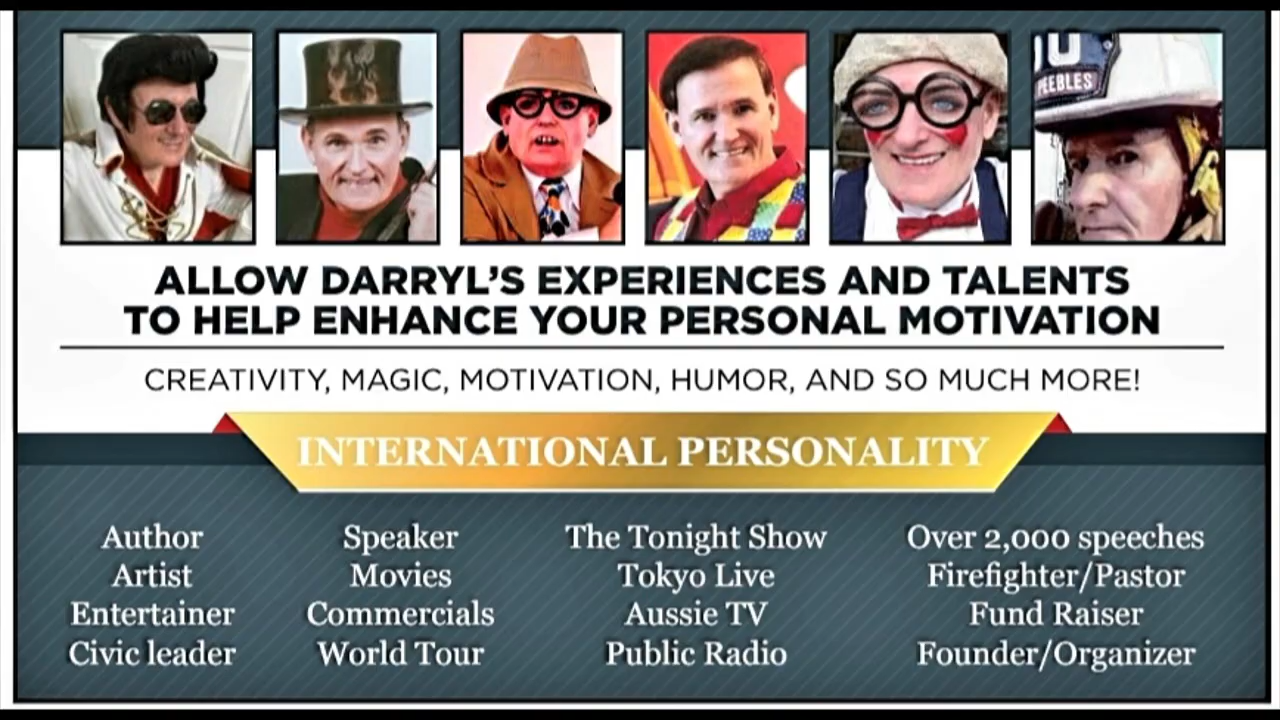 PEEBLES
ALLOW DARRYL'S EXPERIENCES AND TALENTS
TO HELP ENHANCE YOUR PERSONAL MOTIVATION
CREATIVITY, MAGIC, MOTIVATION, HUMOR, AND SO MUCH MORE!
INTERNATIONAL PERSONALITY
Author Speaker The Tonight Show Over 2,000 speeches
Artist Movies Tokyo Live Firefighter/Pastor
Entertainer Commercials Aussie TV Fund Raiser
Civic leader World Tour Public Radio Founder/Organizer